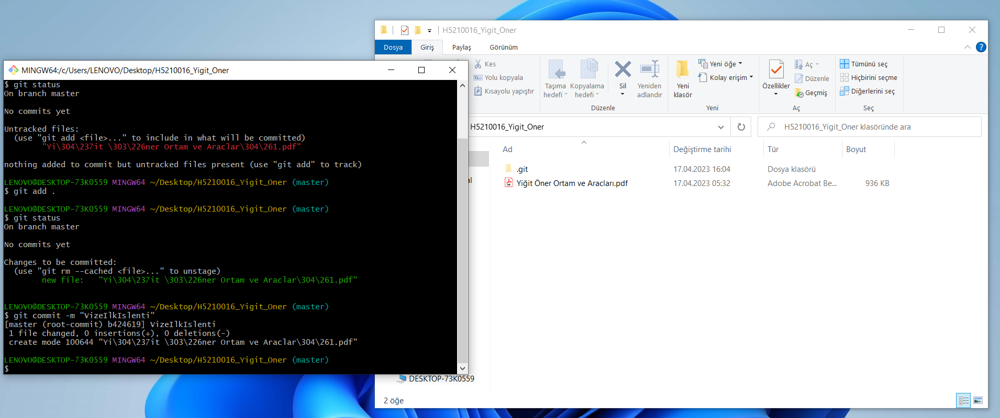 MINGW64:/c/Users/LENOVO/Desktop/H5210016_Yigit_Oner
$ git status
On branch master
No commits yet
Untracked files:
(use "git add <file>..." to include in what will be committed)
"Yi\304\237it \303\226ner Ortam ve Araclar\304\261.pdf"
nothing added to commit but untracked files present (use "git add" to track)
LENOVO@DESKTOP-73K0559 MINGW64 ~/Desktop/H5210016_Yigit_Oner (master)
$ git add .
LENOVO@DESKTOP-73K0559 MINGW64 ~/Desktop/H5210016_Yigit_Oner (master)
$ git status
On branch master
No commits yet
Changes to be committed:
(use "git rm --cached <file>..." to unstage)
new file:   "Yi\304\237it \303\226ner Ortam ve Araclar\304\261.pdf"
LENOVO@DESKTOP-73K0559 MINGW64 ~/Desktop/H5210016_Yigit_Oner (master)
$ git commit -m "VizeIlkIslenti"
[master (root-commit) b424619] VizeIlkIslenti
1 file changed, 0 insertions(+), 0 deletions(-)
create mode 100644 "Yi\304\237it \303\226ner Ortam ve Araclar\304\261.pdf"
LENOVO@DESKTOP-73K0559 MINGW64 ~/Desktop/H5210016_Yigit_Oner (master)
$
H5210016_Yigit_Oner
Dosya Giriş Paylaş Görünüm
Kes
Yolu kopyala
Kısayolu yapıştır
Taşıma hedefi
Kopyalama hedefi
Sil
Yeniden adlandır
Düzenle
Yeni klasör
Yeni öğe
Kolay erişim
Yeni
Özellikler
Aç
Düzenle
Geçmiş
Aç
Tümünü seç
Hiçbirini seçme
Diğerlerini seç
Seç
H5210016_Yigit_Oner
H5210016_Yigit_Oner klasöründe ara
Ad Değiştirme tarihi Tür Boyut
.git 17.04.2023 16:04 Dosya klasörü
Yiğit Öner Ortam ve Aracları.pdf 17.04.2023 05:32 Adobe Acrobat Be... 936 KB
al
DESKTOP-73K0559
2 öğe